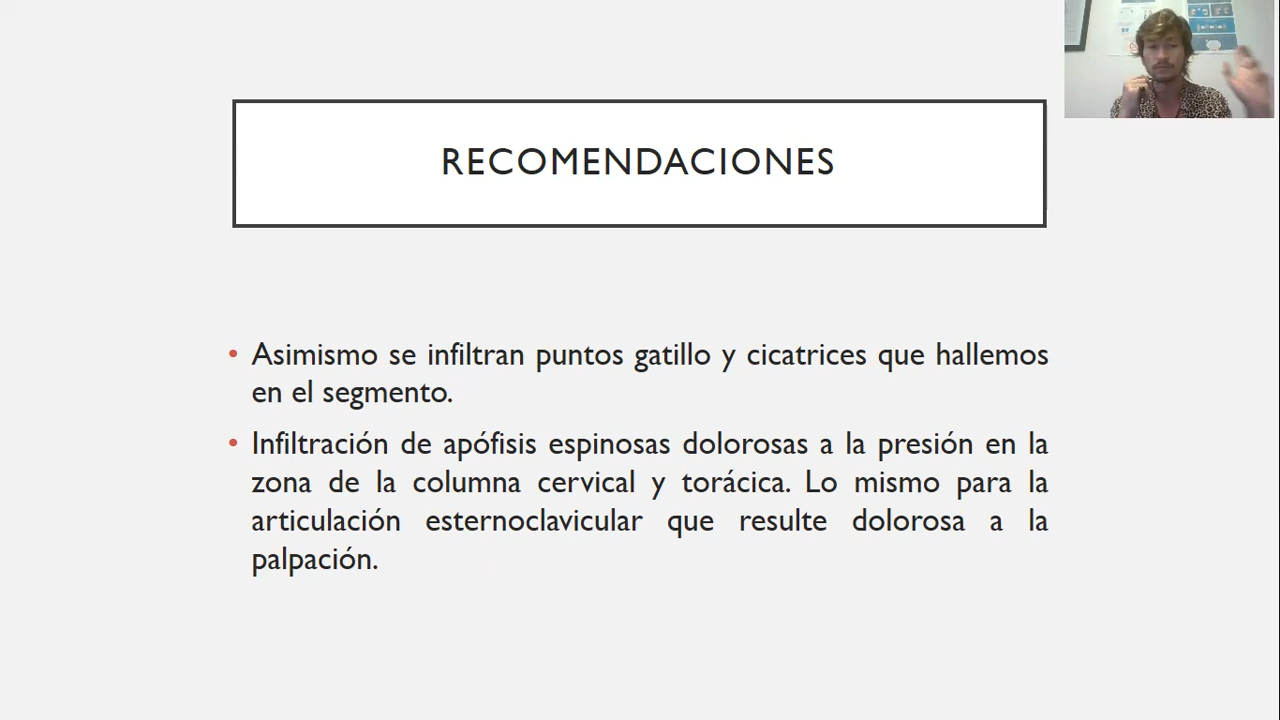 RECOMENDACIONES
• Asimismo se infiltran puntos gatillo y cicatrices que hallemos
en el segmento.
• Infiltración de apófisis espinosas dolorosas a la presión en la
zona de la columna cervical y torácica. Lo mismo para la
articulación esternoclavicular que resulte dolorosa a la
palpación.